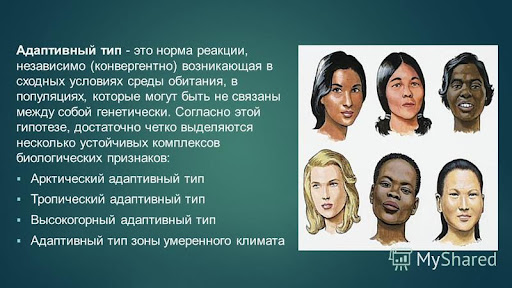 Адаптивный тип - это норма реакции,
независимо (конвергентно) возникающая в
сходных условиях среды обитания, в
популяциях, которые могут быть не связаны
между собой генетически. Согласно этой
гипотезе, достаточно четко выделяются
несколько устойчивых комплексов
биологических признаков:
▪ Арктический адаптивный тип
▪ Тропический адаптивный тип
▪ Высокогорный адаптивный тип
▪ Адаптивный тип зоны умеренного климата
MyShared